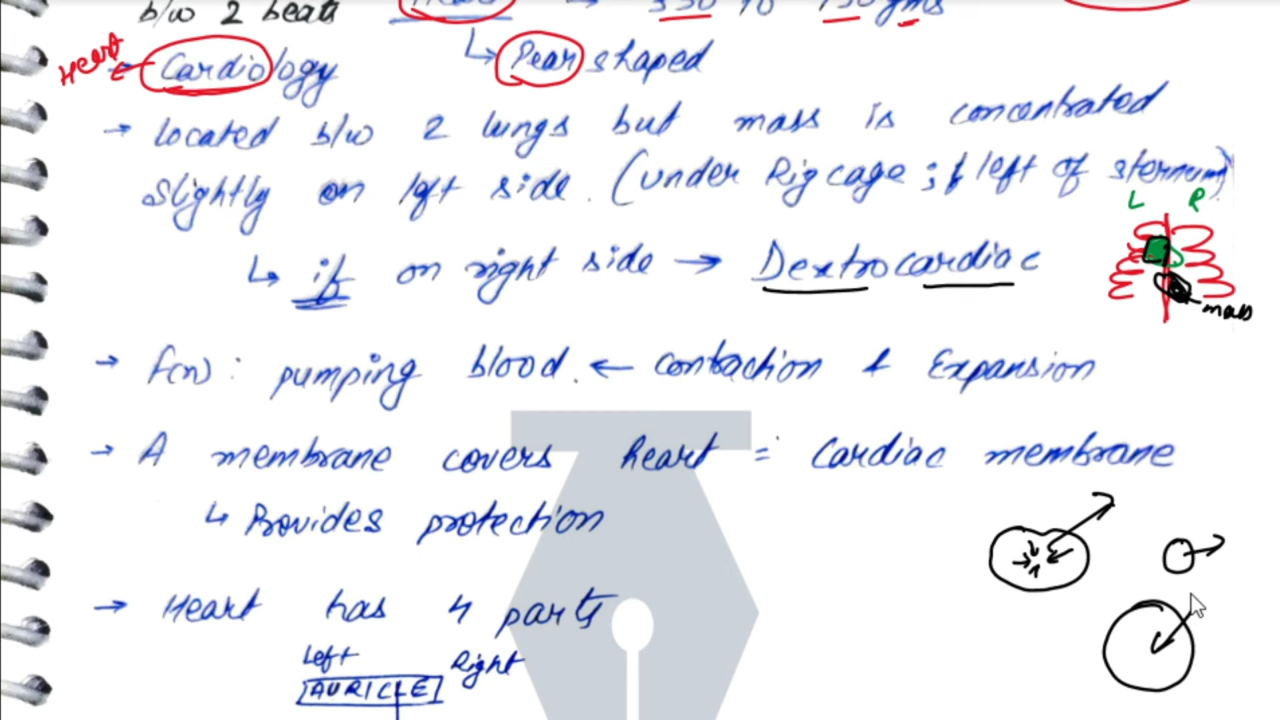 b/w 2 beats
→ Cardiology
Heart
↳ Pear shaped
→ located b/w 2 lungs but mass is concentrated
slightly on left side. (under Rig cage ; left of sternum)
L R
↳ if on right side → Dextrocardiac
mass
→ f(n) : pumping blood. ← contraction & Expansion
→ A membrane covers heart = Cardiac membrane
↳ Provides protection
→ Heart has 4 parts
Left Right
AURICLE